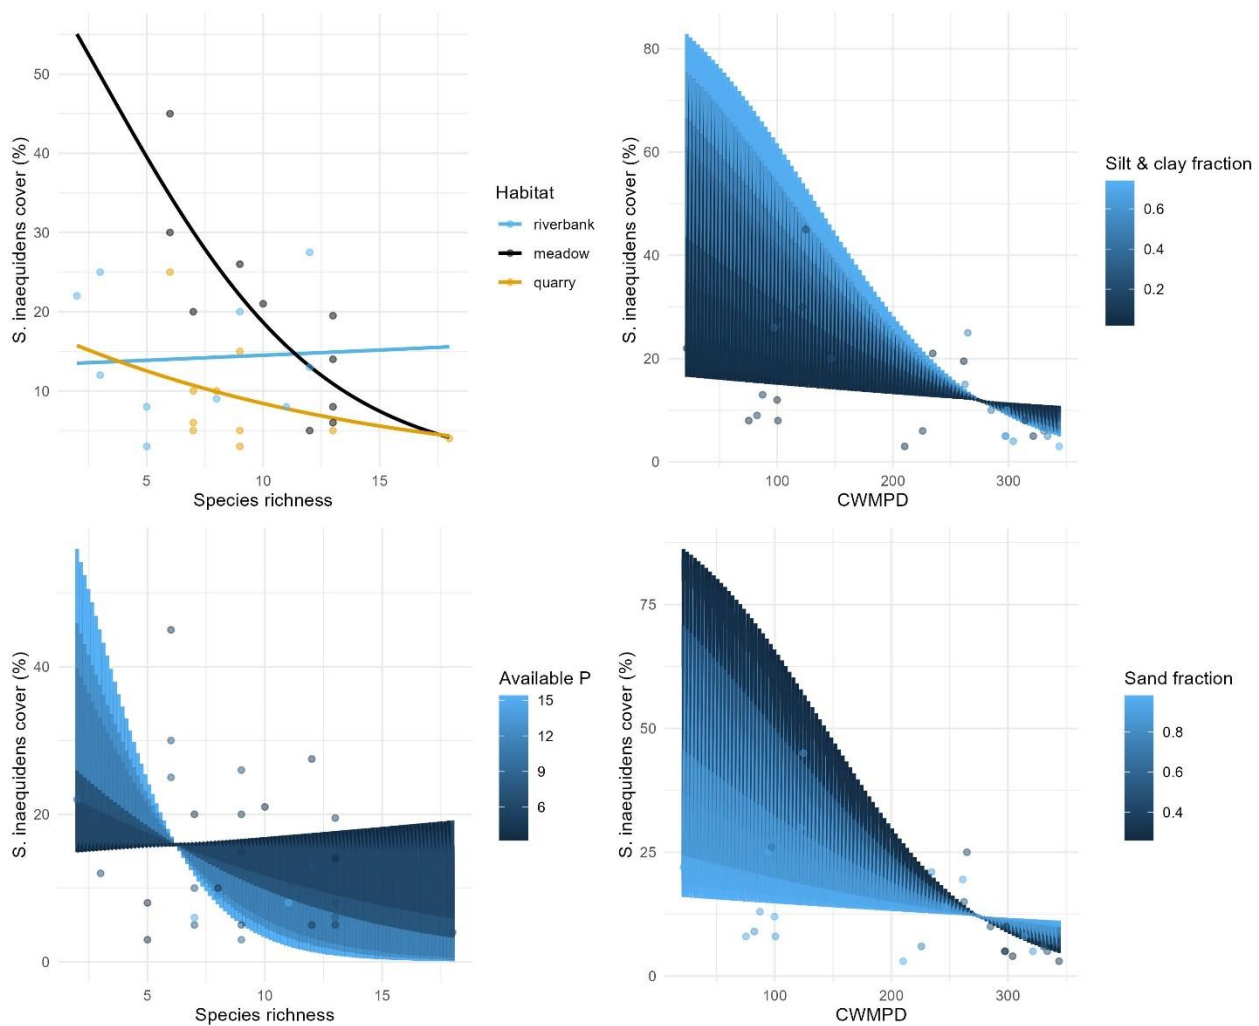 S. inaequidens cover (%)
50
40
30
20
10
5
10
15
Species richness
Habitat
riverbank
meadow
quarry
S. inaequidens cover (%)
80
60
40
20
0
100
200
300
CWMPD
Silt & clay fraction
0.6
0.4
0.2
S. inaequidens cover (%)
40
20
0
5
10
15
Species richness
Available P
15
12
9
6
S. inaequidens cover (%)
75
50
25
0
100
200
300
CWMPD
Sand fraction
0.8
0.6
0.4